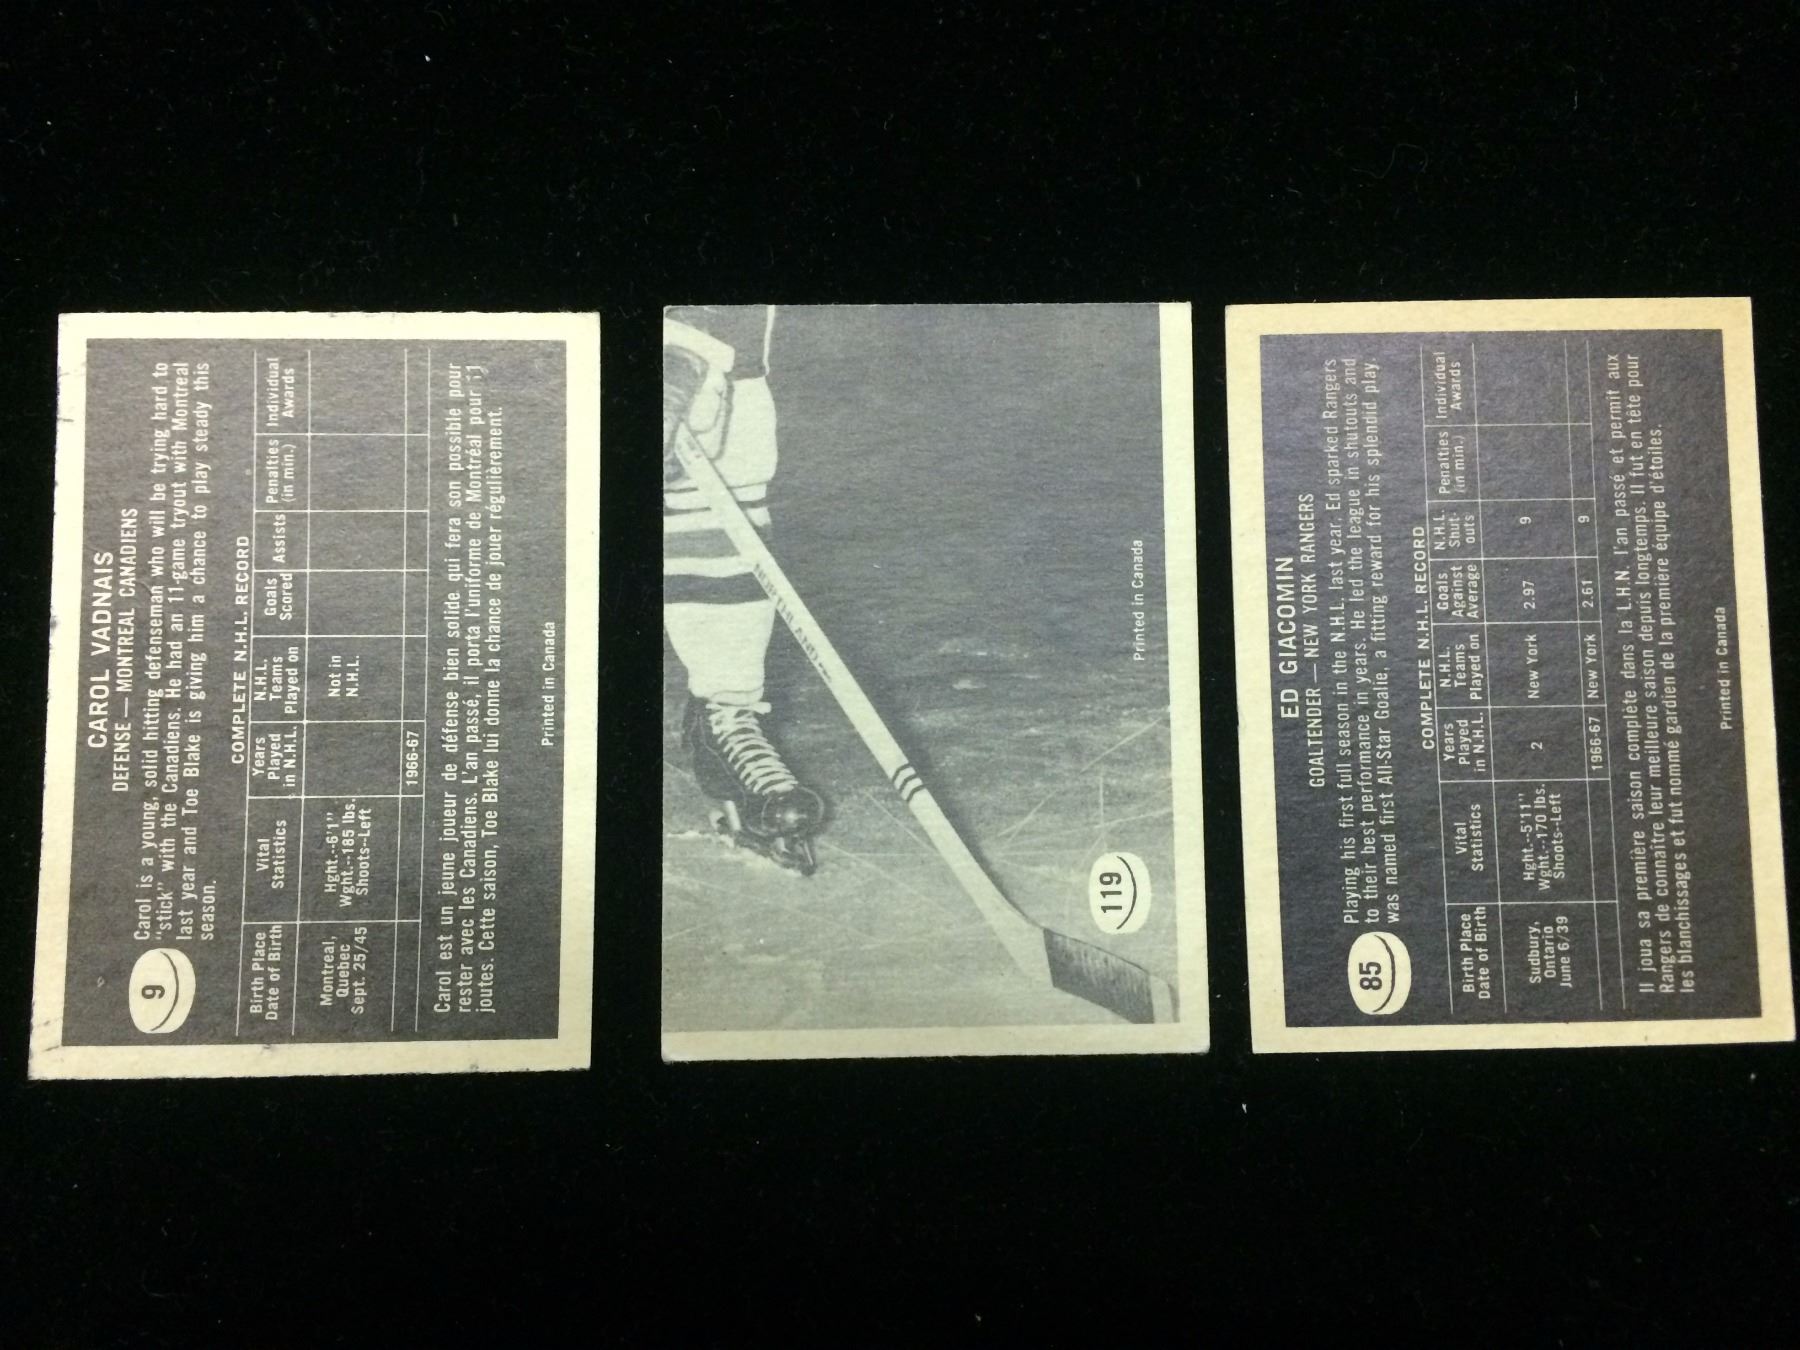 CAROL VADNAIS
DEFENSE — MONTREAL CANADIENS
9
Carol is a young, solid hitting defenseman who will be trying hard to
"stick" with the Canadiens. He had an 11-game tryout with Montreal
last year and Toe Blake is giving him a chance to play steady this
season.
COMPLETE N.H.L. RECORD
Birth Place Date of Birth Vital Statistics Years Played in N.H.L. N.H.L. Teams Played on Goals Scored Assists Penalties (in min.) Individual Awards
Montreal, Quebec Sept. 25/45 Hght.--6'1" Wght.--185 lbs. Shoots--Left Not in N.H.L.
1966-67
Carol est un jeune joueur de défense bien solide qui fera son possible pour
rester avec les Canadiens. L'an passé, il porta l'uniforme de Montréal pour 11
joutes. Cette saison, Toe Blake lui donne la chance de jouer régulièrement.
Printed in Canada
NORTHLAND
119
Printed in Canada
ED GIACOMIN
GOALTENDER — NEW YORK RANGERS
85
Playing his first full season in the N.H.L. last year, Ed sparked Rangers
to their best performance in years. He led the league in shutouts and
was named first All-Star Goalie, a fitting reward for his splendid play.
COMPLETE N.H.L. RECORD
Birth Place Date of Birth Vital Statistics Years Played in N.H.L. N.H.L. Teams Played on Goals Against Average N.H.L. Shut-outs Penalties (in min.) Individual Awards
Sudbury, Ontario June 6/39 Hght.--5'11" Wght.--170 lbs. Shoots--Left 2 New York 2.97 9
1966-67 New York 2.61 9
Il joua sa première saison complète dans la L.H.N. l'an passé et permit aux
Rangers de connaître leur meilleure saison depuis longtemps. Il fut en tête pour
les blanchissages et fut nommé gardien de la première équipe d'étoiles.
Printed in Canada